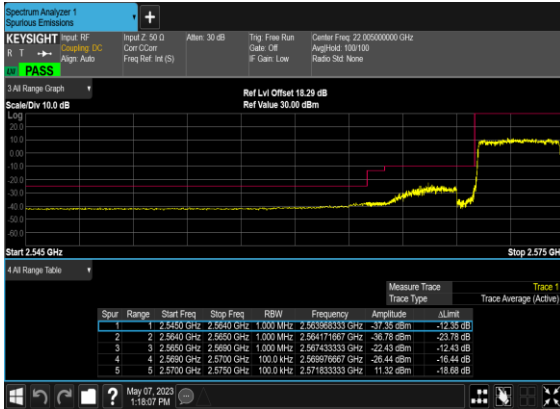 Spectrum Analyzer 1
Spurious Emissions
+
KEYSIGHT Input: RF Input Z: 50 Ω Atten: 30 dB Trig: Free Run Center Freq: 22.005000000 GHz
R T Coupling: DC Corr CCorr Gate: Off Avg|Hold: 100/100
Align: Auto Freq Ref: Int (S) IF Gain: Low Radio Std: None
PASS
3 All Range Graph
Ref Lvl Offset 18.29 dB
Scale/Div 10.0 dB Ref Value 30.00 dBm
Log
20.0
10.0
0.00
-10.0
-20.0
-30.0
-40.0
-50.0
-60.0
Start 2.545 GHz Stop 2.575 GHz
4 All Range Table
Measure Trace Trace 1
Trace Type Trace Average (Active)
Spur Range Start Freq Stop Freq RBW Frequency Amplitude ΔLimit
1 1 2.5450 GHz 2.5640 GHz 1.000 MHz 2.563968333 GHz -37.35 dBm -12.35 dB
2 2 2.5640 GHz 2.5650 GHz 1.000 MHz 2.564171667 GHz -36.78 dBm -23.78 dB
3 3 2.5650 GHz 2.5690 GHz 1.000 MHz 2.567433333 GHz -22.43 dBm -12.43 dB
4 4 2.5690 GHz 2.5700 GHz 100.0 kHz 2.569976667 GHz -26.44 dBm -16.44 dB
5 5 2.5700 GHz 2.5750 GHz 100.0 kHz 2.571833333 GHz 11.32 dBm -18.68 dB
? May 07, 2023
1:18:07 PM